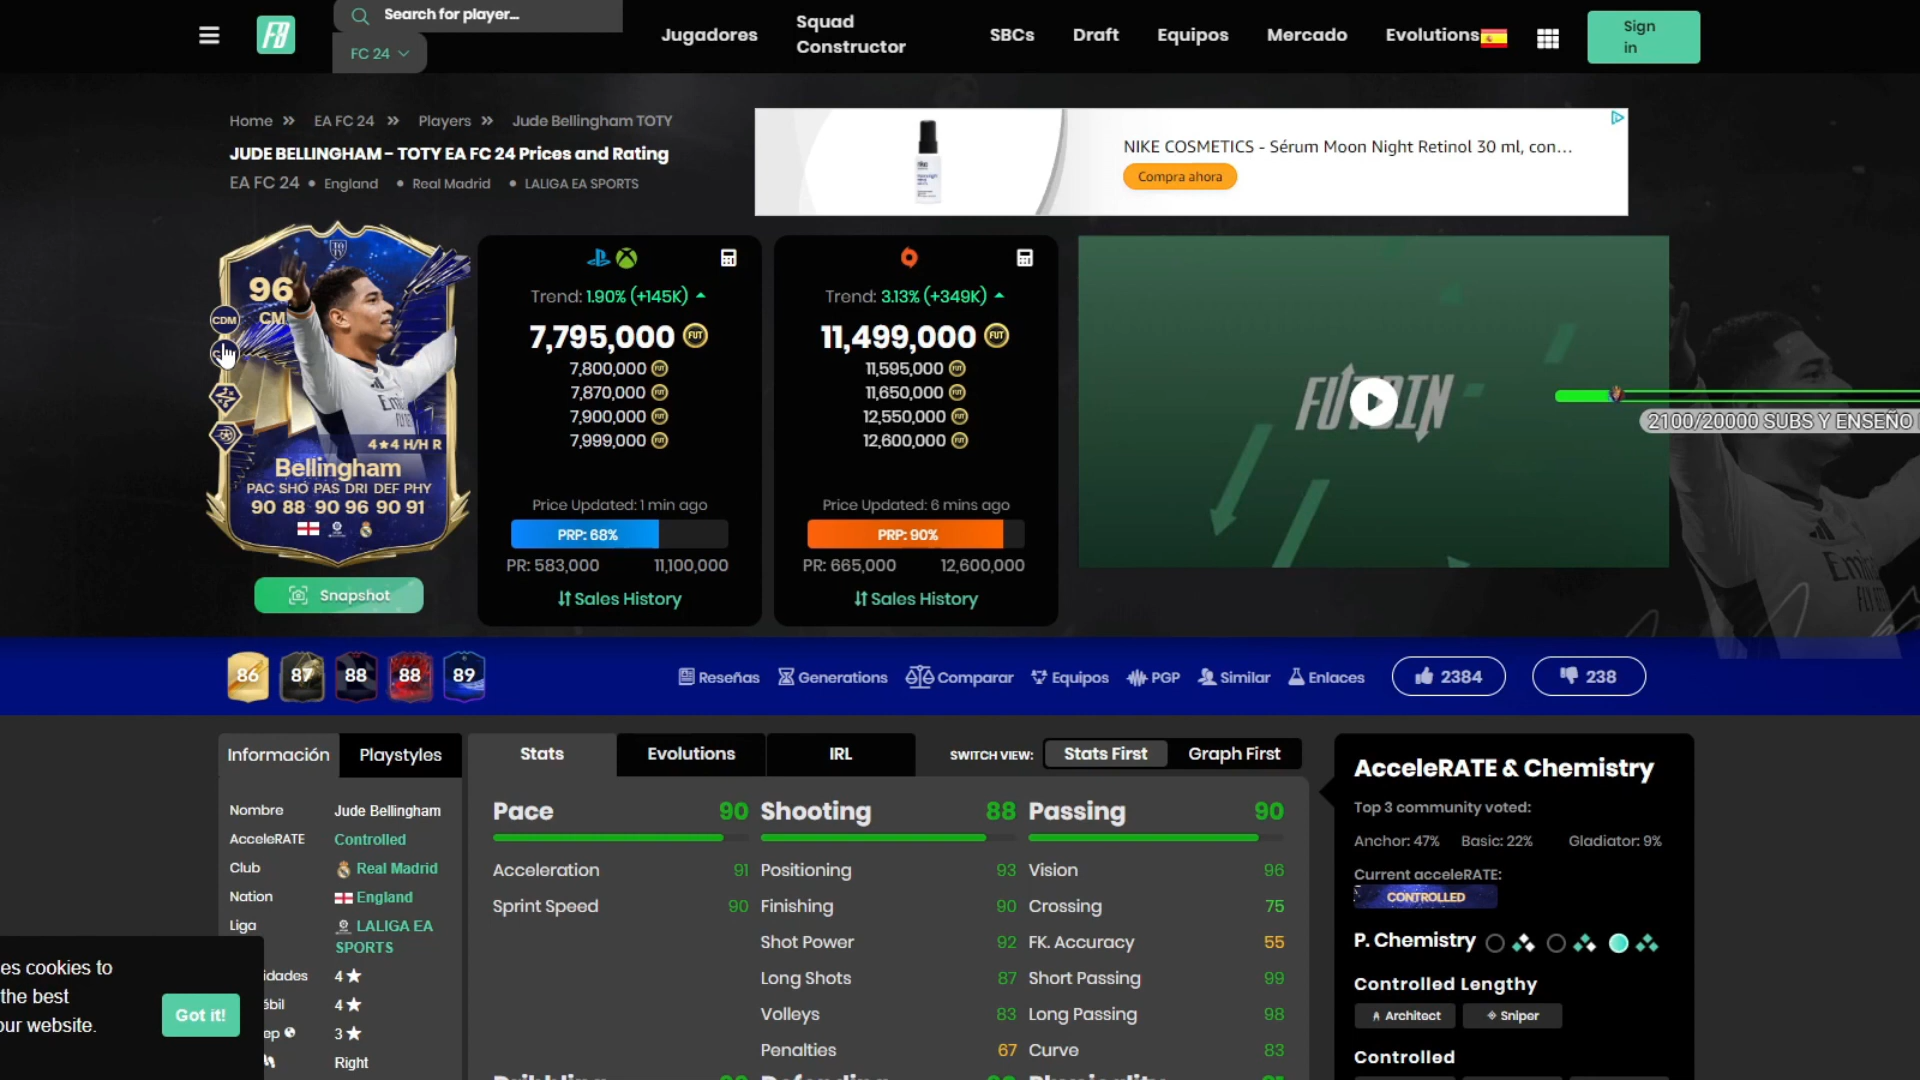 Search for player...
FC 24
Jugadores
Squad
Constructor
SBCs
Draft
Equipos
Mercado
Evolutions
Sign
in
Home » EA FC 24 » Players » Jude Bellingham TOTY
JUDE BELLINGHAM - TOTY EA FC 24 Prices and Rating
EA FC 24 • England • Real Madrid • LALIGA EA SPORTS
NIKE COSMETICS - Sérum Moon Night Retinol 30 ml, con...
Compra ahora
96
CM
CDM
4★4 H/H R
Bellingham
PAC SHO PAS DRI DEF PHY
90 88 90 96 90 91
Snapshot
Trend: 1.90% (+145K)
7,795,000
7,800,000
7,870,000
7,900,000
7,999,000
Price Updated: 1 min ago
PRP: 68%
PR: 583,000 11,100,000
Sales History
Trend: 3.13% (+349K)
11,499,000
11,595,000
11,650,000
12,550,000
12,600,000
Price Updated: 6 mins ago
PRP: 90%
PR: 665,000 12,600,000
Sales History
FUTBIN
2100/20000 SUBS Y ENSEÑO
86 87 88 88 89
Reseñas Generations Comparar Equipos PGP Similar Enlaces 2384 238
Información Playstyles
Nombre Jude Bellingham
AcceleRATE Controlled
Club Real Madrid
Nation England
Liga LALIGA EA
SPORTS
idades 4★
ébil 4★
ep 3★
Right
es cookies to
the best
our website.
Got it!
Stats Evolutions IRL SWITCH VIEW: Stats First Graph First
Pace 90
Acceleration 91
Sprint Speed 90
Shooting 88
Positioning 93
Finishing 90
Shot Power 92
Long Shots 87
Volleys 83
Penalties 67
Passing 90
Vision 96
Crossing 75
FK. Accuracy 55
Short Passing 99
Long Passing 98
Curve 83
AcceleRATE & Chemistry
Top 3 community voted:
Anchor: 47% Basic: 22% Gladiator: 9%
Current acceleRATE:
CONTROLLED
P. Chemistry
Controlled Lengthy
Architect Sniper
Controlled